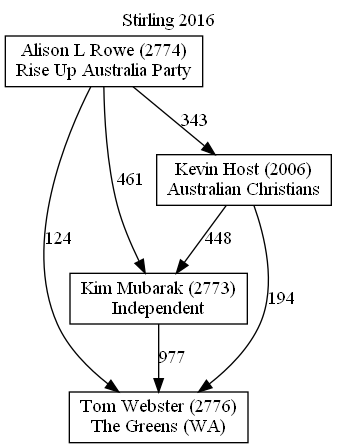 Stirling 2016
Alison L Rowe (2774)
Rise Up Australia Party
343
Kevin Host (2006)
Australian Christians
461
124
448
194
Kim Mubarak (2773)
Independent
977
Tom Webster (2776)
The Greens (WA)